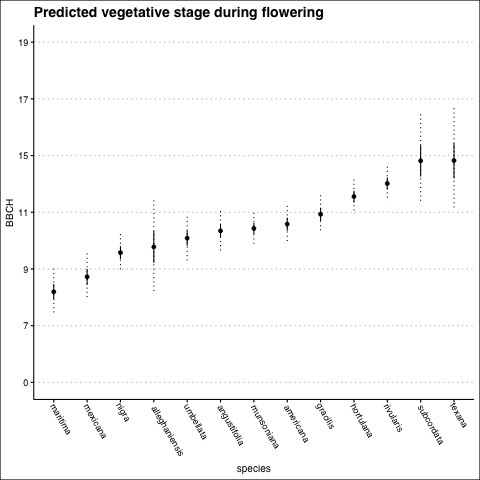 Predicted vegetative stage during flowering
19
17
15
11
9
7
0
BBCH
maritima
mexicana
nigra
alleghaniensis
umbellata
angustifolia
munsoniana
americana
gracilis
hortulana
rivularis
subcordata
texana
species